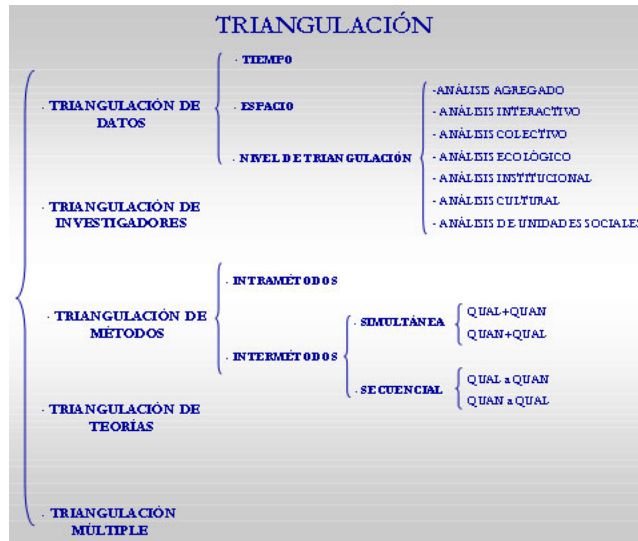 TRIANGULACIÓN
· TRIANGULACIÓN DE
DATOS
· TIEMPO
· ESPACIO
· NIVEL DE TRIANGULACIÓN
-ANÁLISIS AGREGADO
- ANÁLISIS INTERACTIVO
- ANÁLISIS COLECTIVO
- ANÁLISIS ECOLÓGICO
- ANÁLISIS INSTITUCIONAL
- ANÁLISIS CULTURAL
- ANÁLISIS DE UNIDADES SOCIALES
· TRIANGULACIÓN DE
INVESTIGADORES
· TRIANGULACIÓN DE
MÉTODOS
· INTRAMÉTODOS
· INTERMÉTODOS
· SIMULTÁNEA
QUAL+QUAN
QUAN+QUAL
· SECUENCIAL
QUAL a QUAN
QUAN a QUAL
· TRIANGULACIÓN DE
TEORÍAS
· TRIANGULACIÓN
MÚLTIPLE